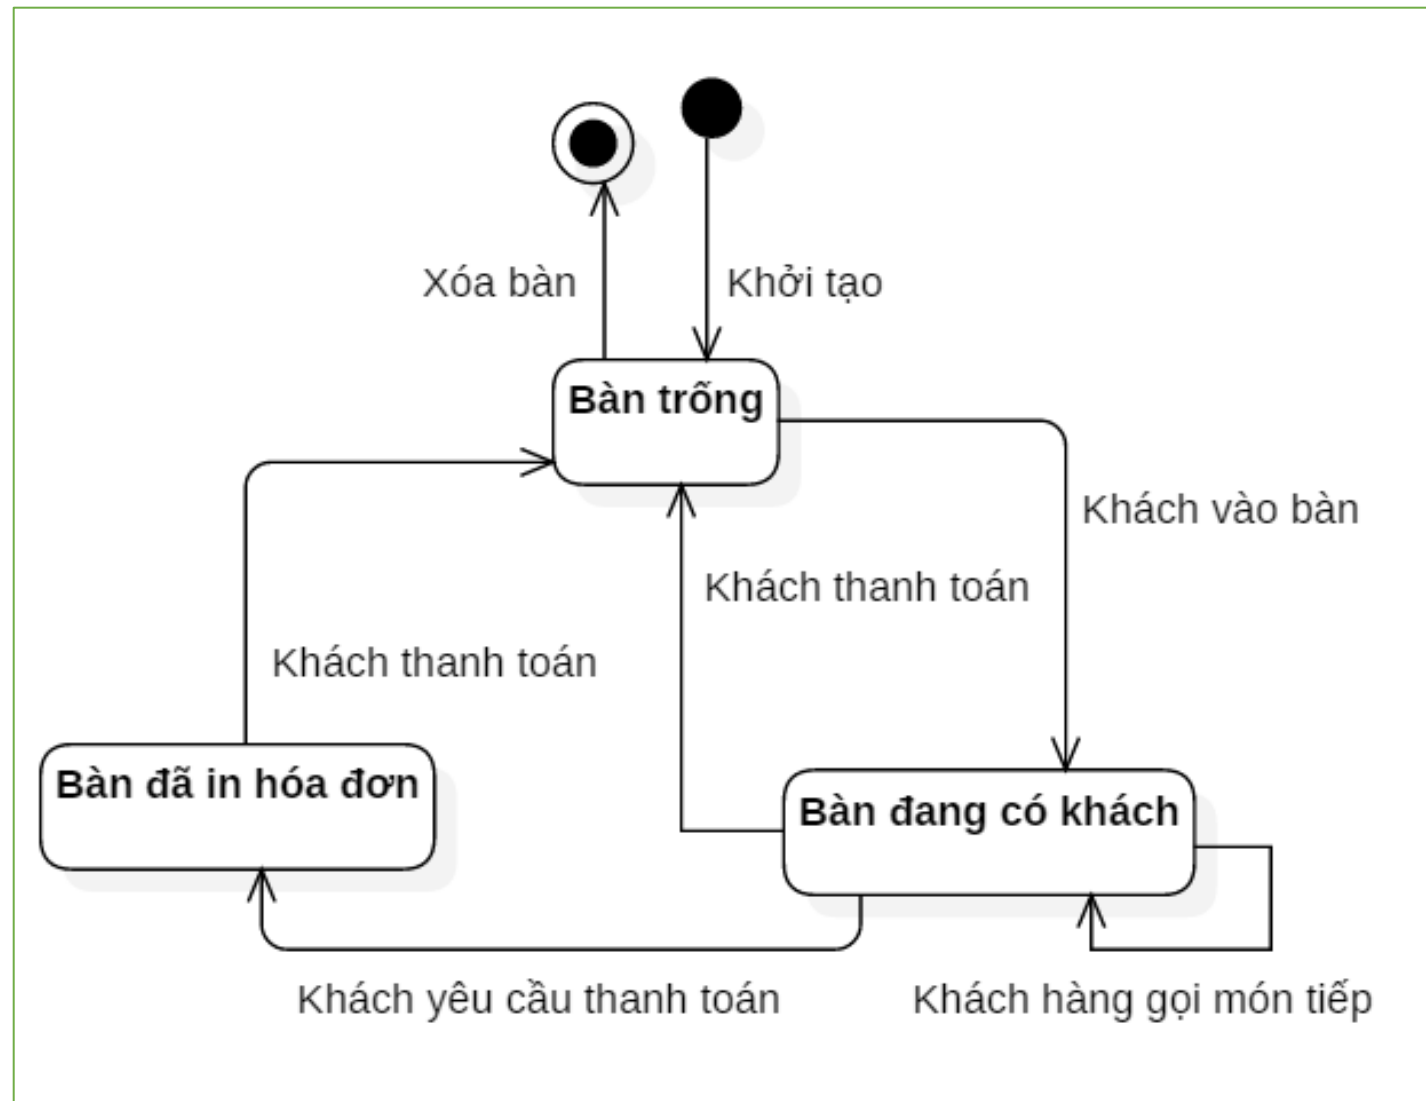 Xóa bàn
Khởi tạo
Bàn trống
Khách vào bàn
Khách thanh toán
Khách thanh toán
Bàn đã in hóa đơn
Bàn đang có khách
Khách yêu cầu thanh toán
Khách hàng gọi món tiếp